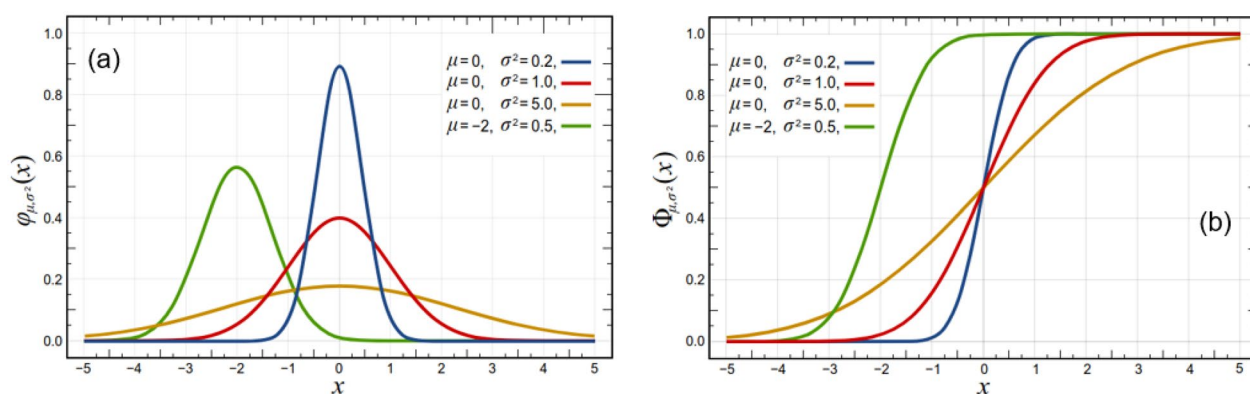 (a)
μ=0, σ²=0.2,
μ=0, σ²=1.0,
μ=0, σ²=5.0,
μ=−2, σ²=0.5,
1.0
0.8
0.6
0.4
0.2
0.0
φμ,σ²(x)
−5 −4 −3 −2 −1 0 1 2 3 4 5
x
(b)
μ=0, σ²=0.2,
μ=0, σ²=1.0,
μ=0, σ²=5.0,
μ=−2, σ²=0.5,
1.0
0.8
0.6
0.4
0.2
0.0
Φμ,σ²(x)
−5 −4 −3 −2 −1 0 1 2 3 4 5
x